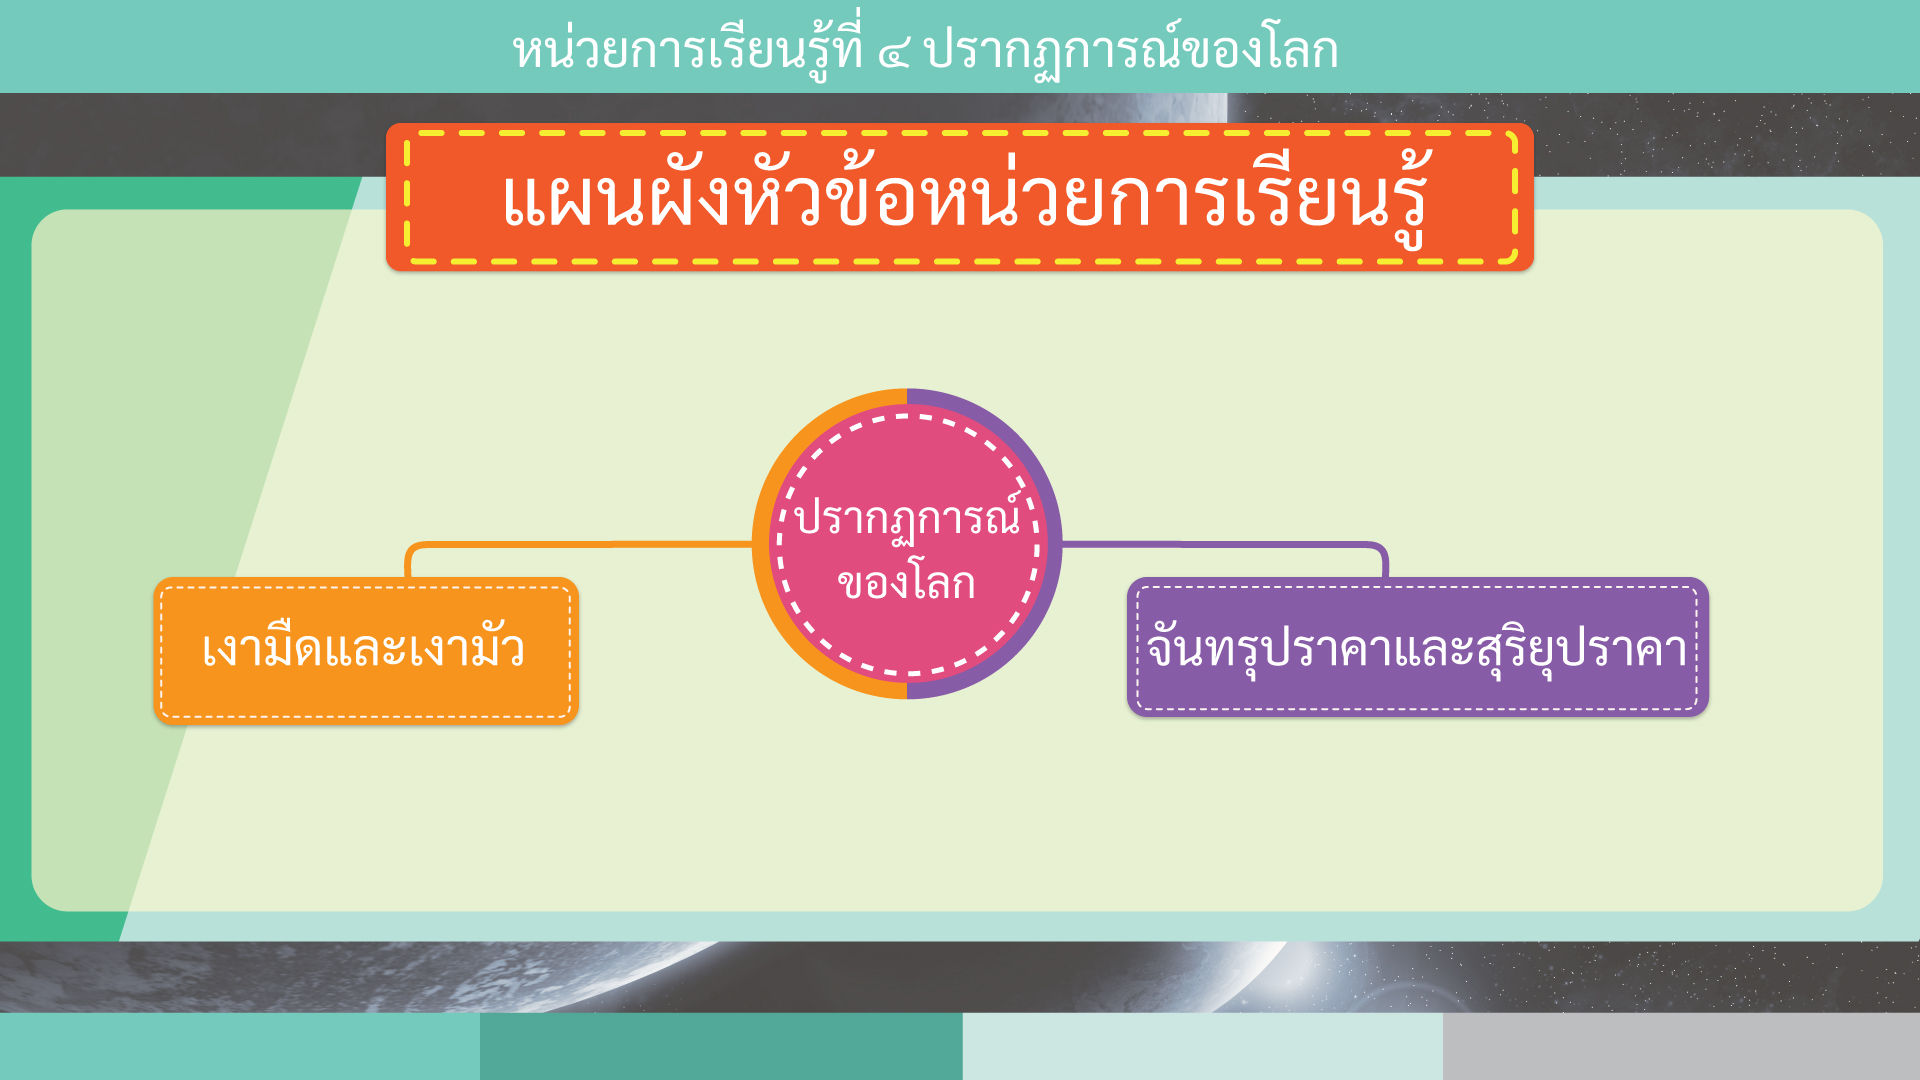 หน่วยการเรียนรู้ที่ ๔ ปรากฏการณ์ของโลก
แผนผังหัวข้อหน่วยการเรียนรู้
ปรากฏการณ์
ของโลก
เงามืดและเงามัว
จันทรุปราคาและสุริยุปราคา